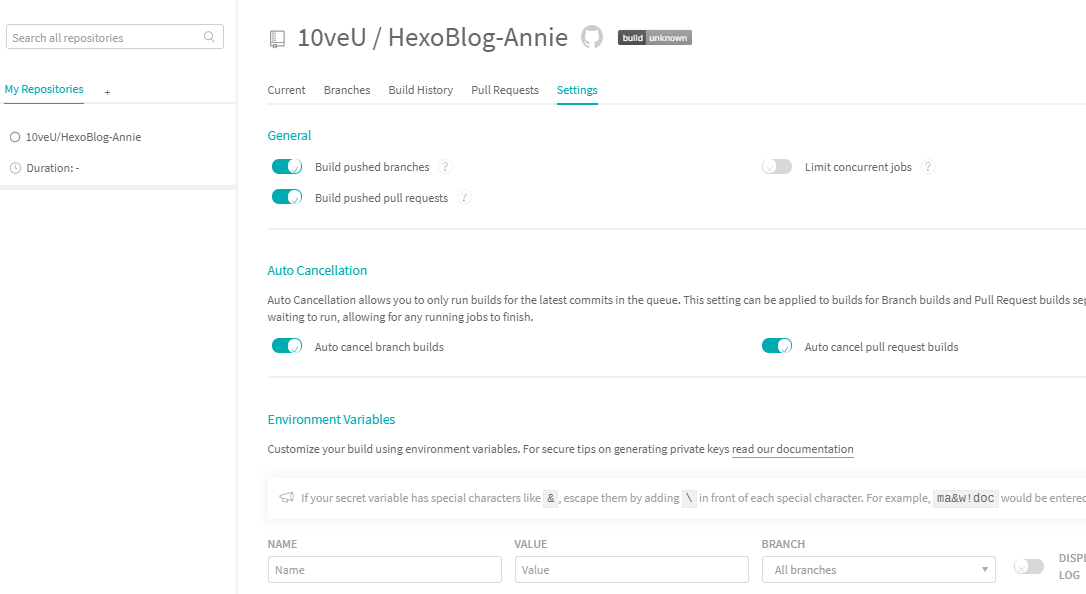 Search all repositories
My Repositories +
10veU/HexoBlog-Annie
Duration: -
10veU / HexoBlog-Annie build unknown
Current Branches Build History Pull Requests Settings
General
Build pushed branches ? Limit concurrent jobs ?
Build pushed pull requests ?
Auto Cancellation
Auto Cancellation allows you to only run builds for the latest commits in the queue. This setting can be applied to builds for Branch builds and Pull Request builds sep
waiting to run, allowing for any running jobs to finish.
Auto cancel branch builds Auto cancel pull request builds
Environment Variables
Customize your build using environment variables. For secure tips on generating private keys read our documentation
If your secret variable has special characters like &, escape them by adding \ in front of each special character. For example, ma&w!doc would be entered
NAME VALUE BRANCH
Name Value All branches
DISPL
LOG